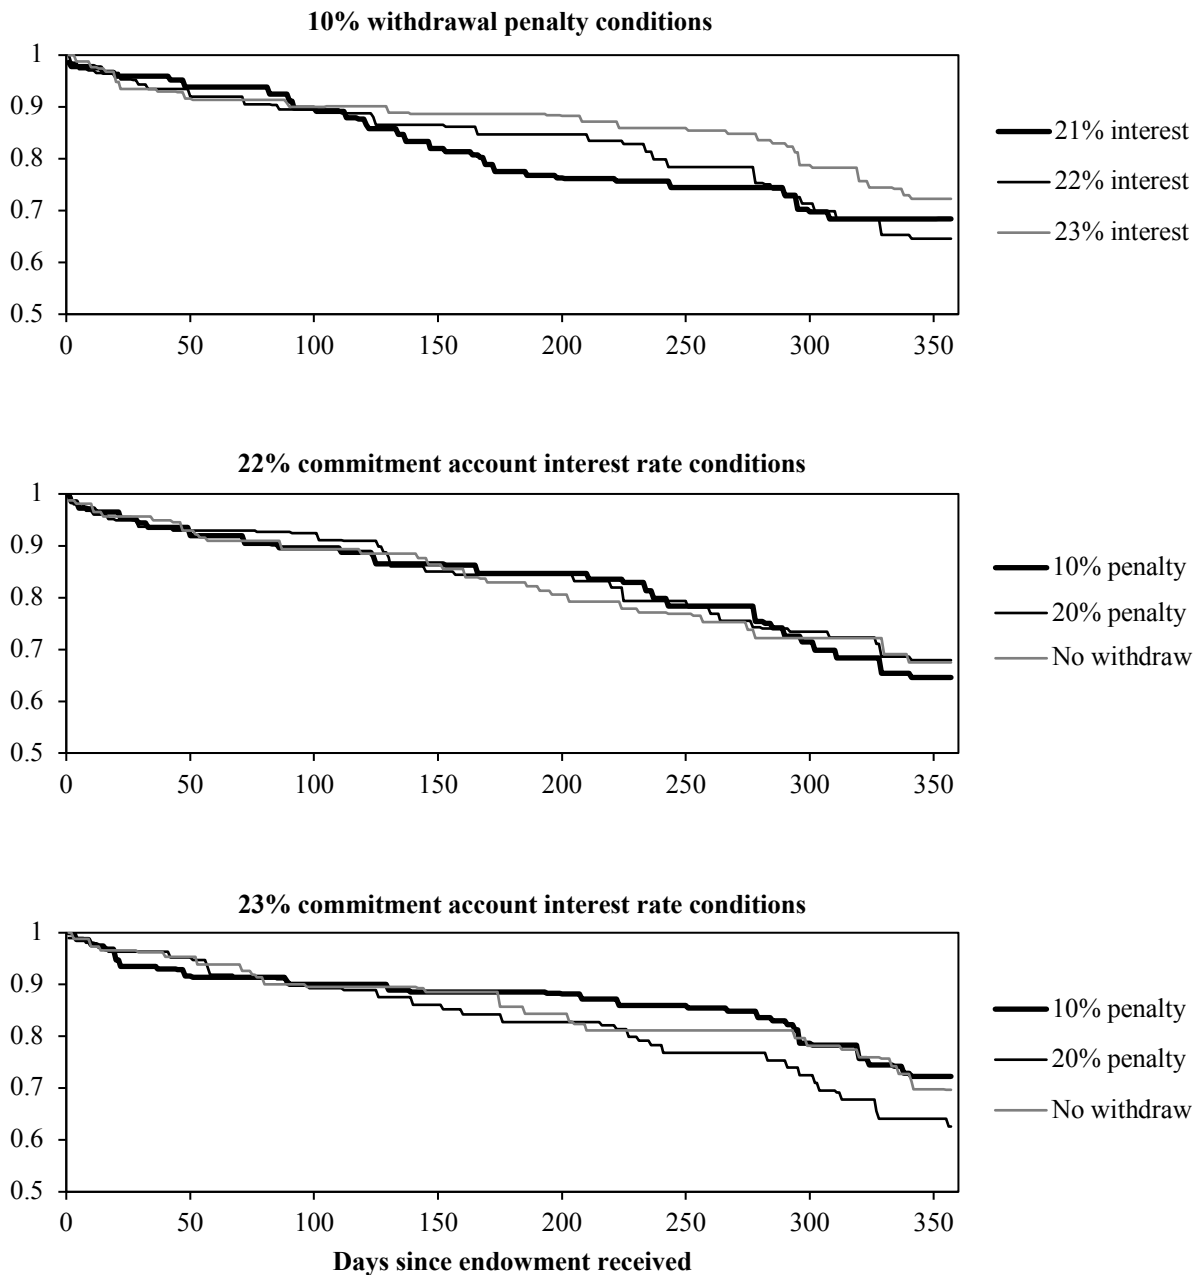 10% withdrawal penalty conditions
1
0.9
0.8
0.7
0.6
0.5
0 50 100 150 200 250 300 350
21% interest
22% interest
23% interest
22% commitment account interest rate conditions
1
0.9
0.8
0.7
0.6
0.5
0 50 100 150 200 250 300 350
10% penalty
20% penalty
No withdraw
23% commitment account interest rate conditions
1
0.9
0.8
0.7
0.6
0.5
0 50 100 150 200 250 300 350
Days since endowment received
10% penalty
20% penalty
No withdraw